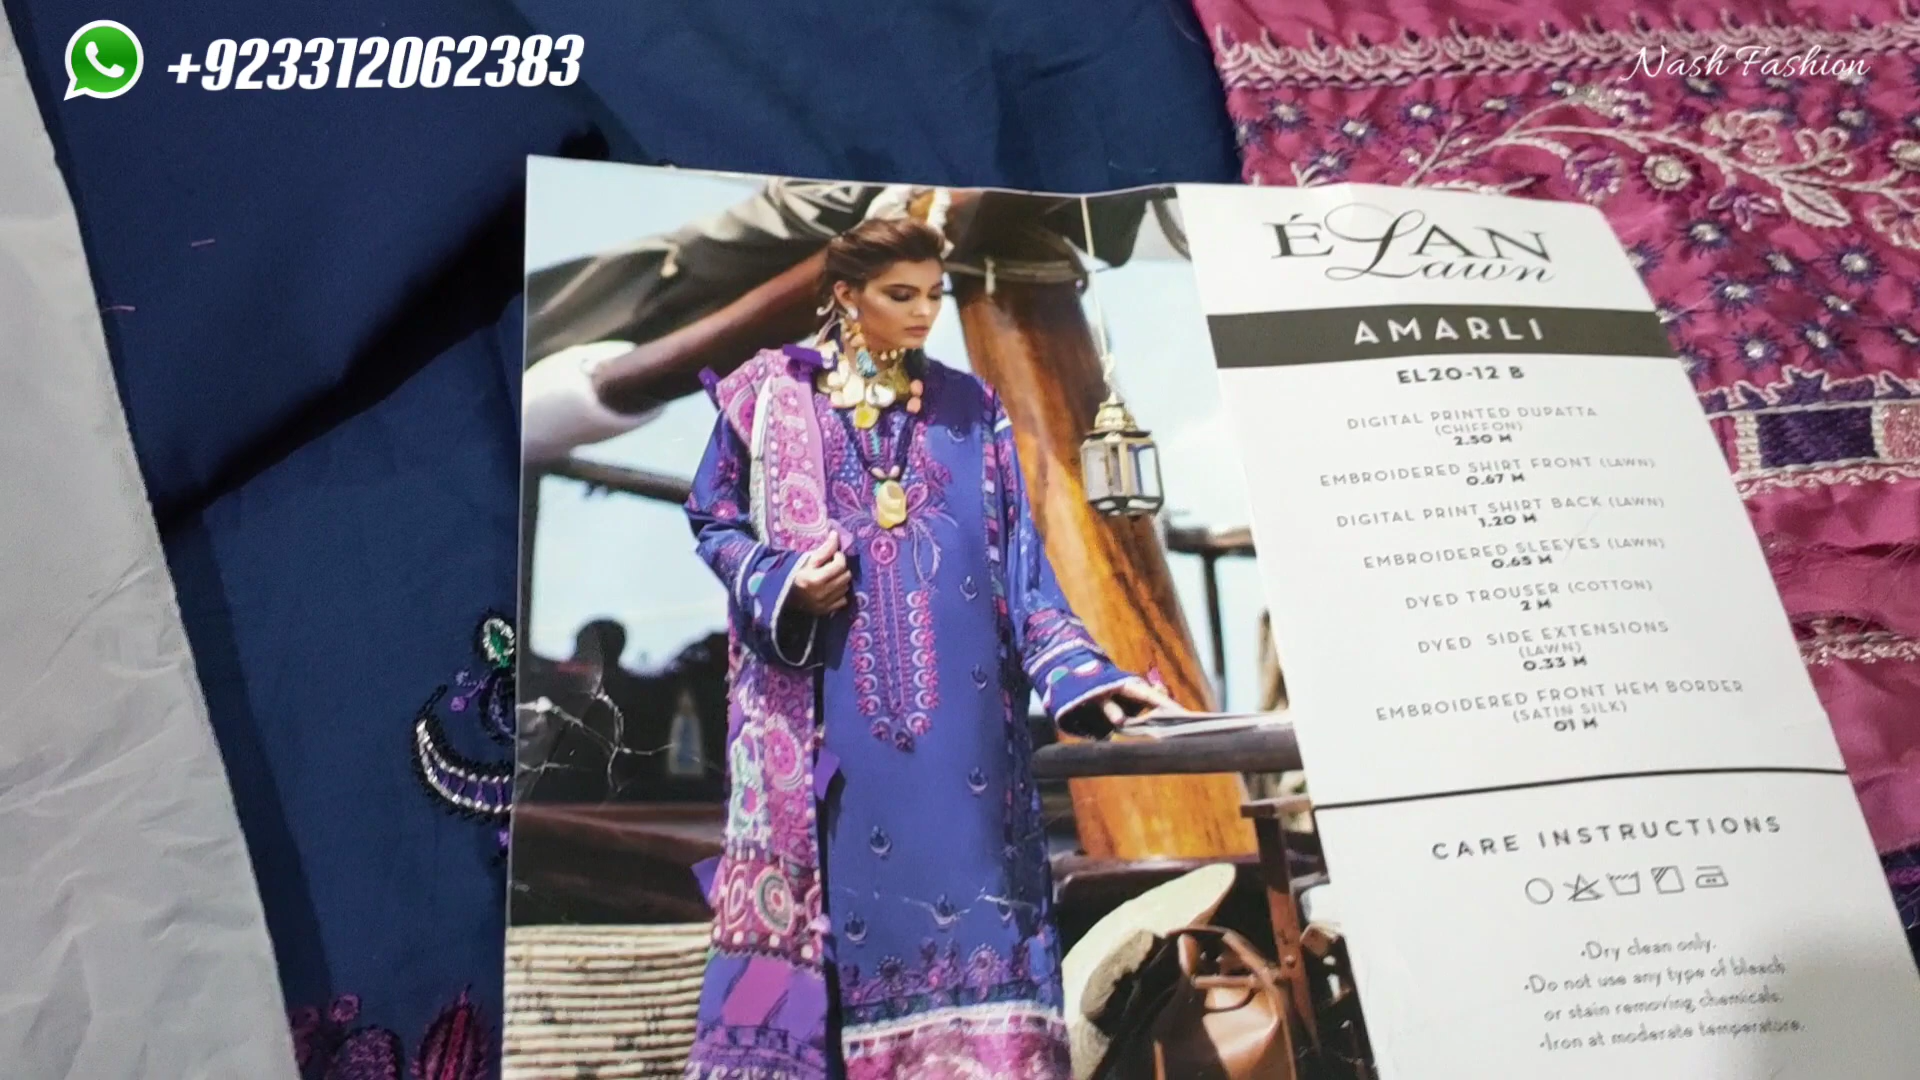 +923312062383
Nash Fashion
ÉLAN
Lawn
AMARLI
EL20-12 B
DIGITAL PRINTED DUPATTA
(CHIFFON)
2.50 M
EMBROIDERED SHIRT FRONT (LAWN)
0.67 M
DIGITAL PRINT SHIRT BACK (LAWN)
1.20 M
EMBROIDERED SLEEVES (LAWN)
0.65 M
DYED TROUSER (COTTON)
2 M
DYED SIDE EXTENSIONS
(LAWN)
0.33 M
EMBROIDERED FRONT HEM BORDER
(SATIN SILK)
01 M
CARE INSTRUCTIONS
•Dry clean only.
•Do not use any type of bleach
or stain removing chemicals.
•Iron at moderate temperature.